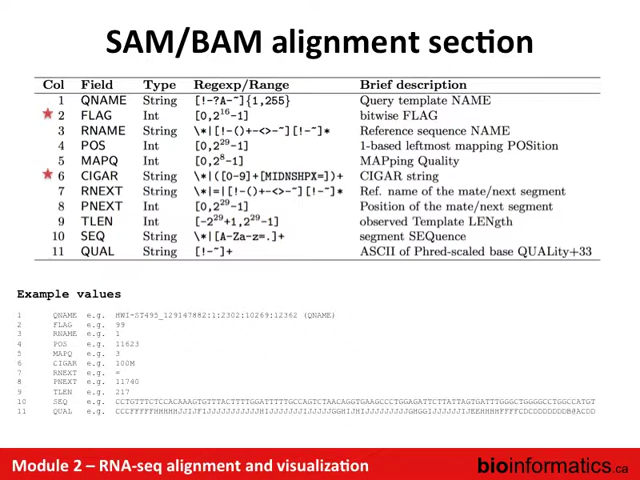 SAM/BAM alignment section
Col Field Type Regexp/Range Brief description
1 QNAME String [!-?A-~]{1,255} Query template NAME
2 FLAG Int [0,2^16-1] bitwise FLAG
3 RNAME String \*|[!-()+-<>-~][!-~]* Reference sequence NAME
4 POS Int [0,2^29-1] 1-based leftmost mapping POSition
5 MAPQ Int [0,2^8-1] MAPping Quality
6 CIGAR String \*|([0-9]+[MIDNSHPX=])+ CIGAR string
7 RNEXT String \*|=|[!-()+-<>-~][!-~]* Ref. name of the mate/next segment
8 PNEXT Int [0,2^29-1] Position of the mate/next segment
9 TLEN Int [-2^29+1,2^29-1] observed Template LENgth
10 SEQ String \*|[A-Za-z=.]+ segment SEQuence
11 QUAL String [!-~]+ ASCII of Phred-scaled base QUALity+33
Example values
1 QNAME e.g. HWI-ST495_129147882:1:2302:10269:12362 (QNAME)
2 FLAG e.g. 99
3 RNAME e.g. 1
4 POS e.g. 11623
5 MAPQ e.g. 3
6 CIGAR e.g. 100M
7 RNEXT e.g. =
8 PNEXT e.g. 11740
9 TLEN e.g. 217
10 SEQ e.g.
11 QUAL e.g.
Module 2 – RNA-seq alignment and visualization
bioinformatics.ca